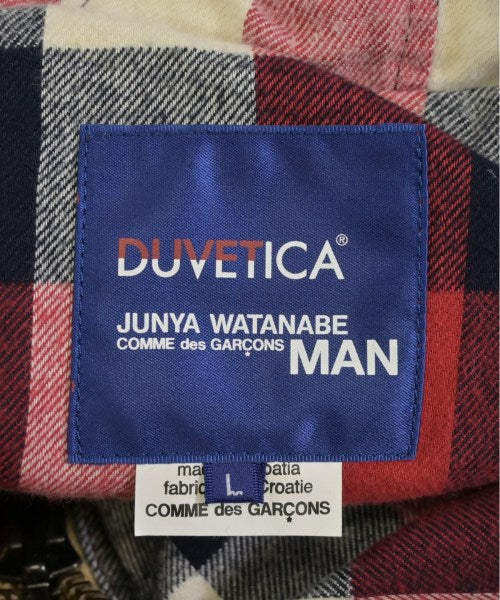 DUVETICA®
JUNYA WATANABE
COMME des GARÇONS MAN
L
COMME des GARÇONS